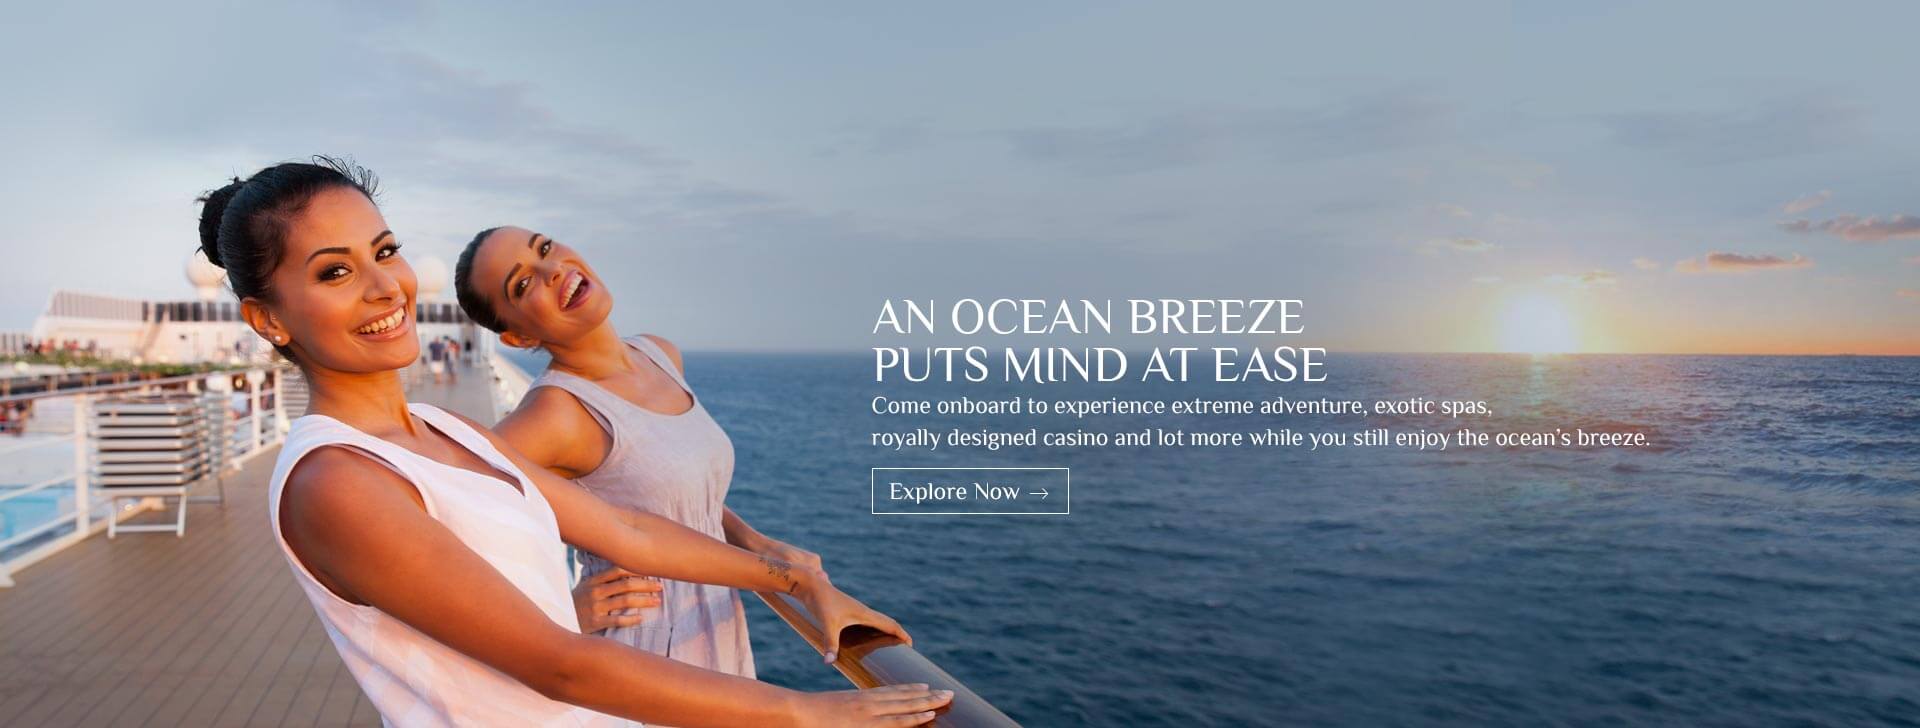 AN OCEAN BREEZE
PUTS MIND AT EASE
Come onboard to experience extreme adventure, exotic spas,
royally designed casino and lot more while you still enjoy the ocean’s breeze.
Explore Now →